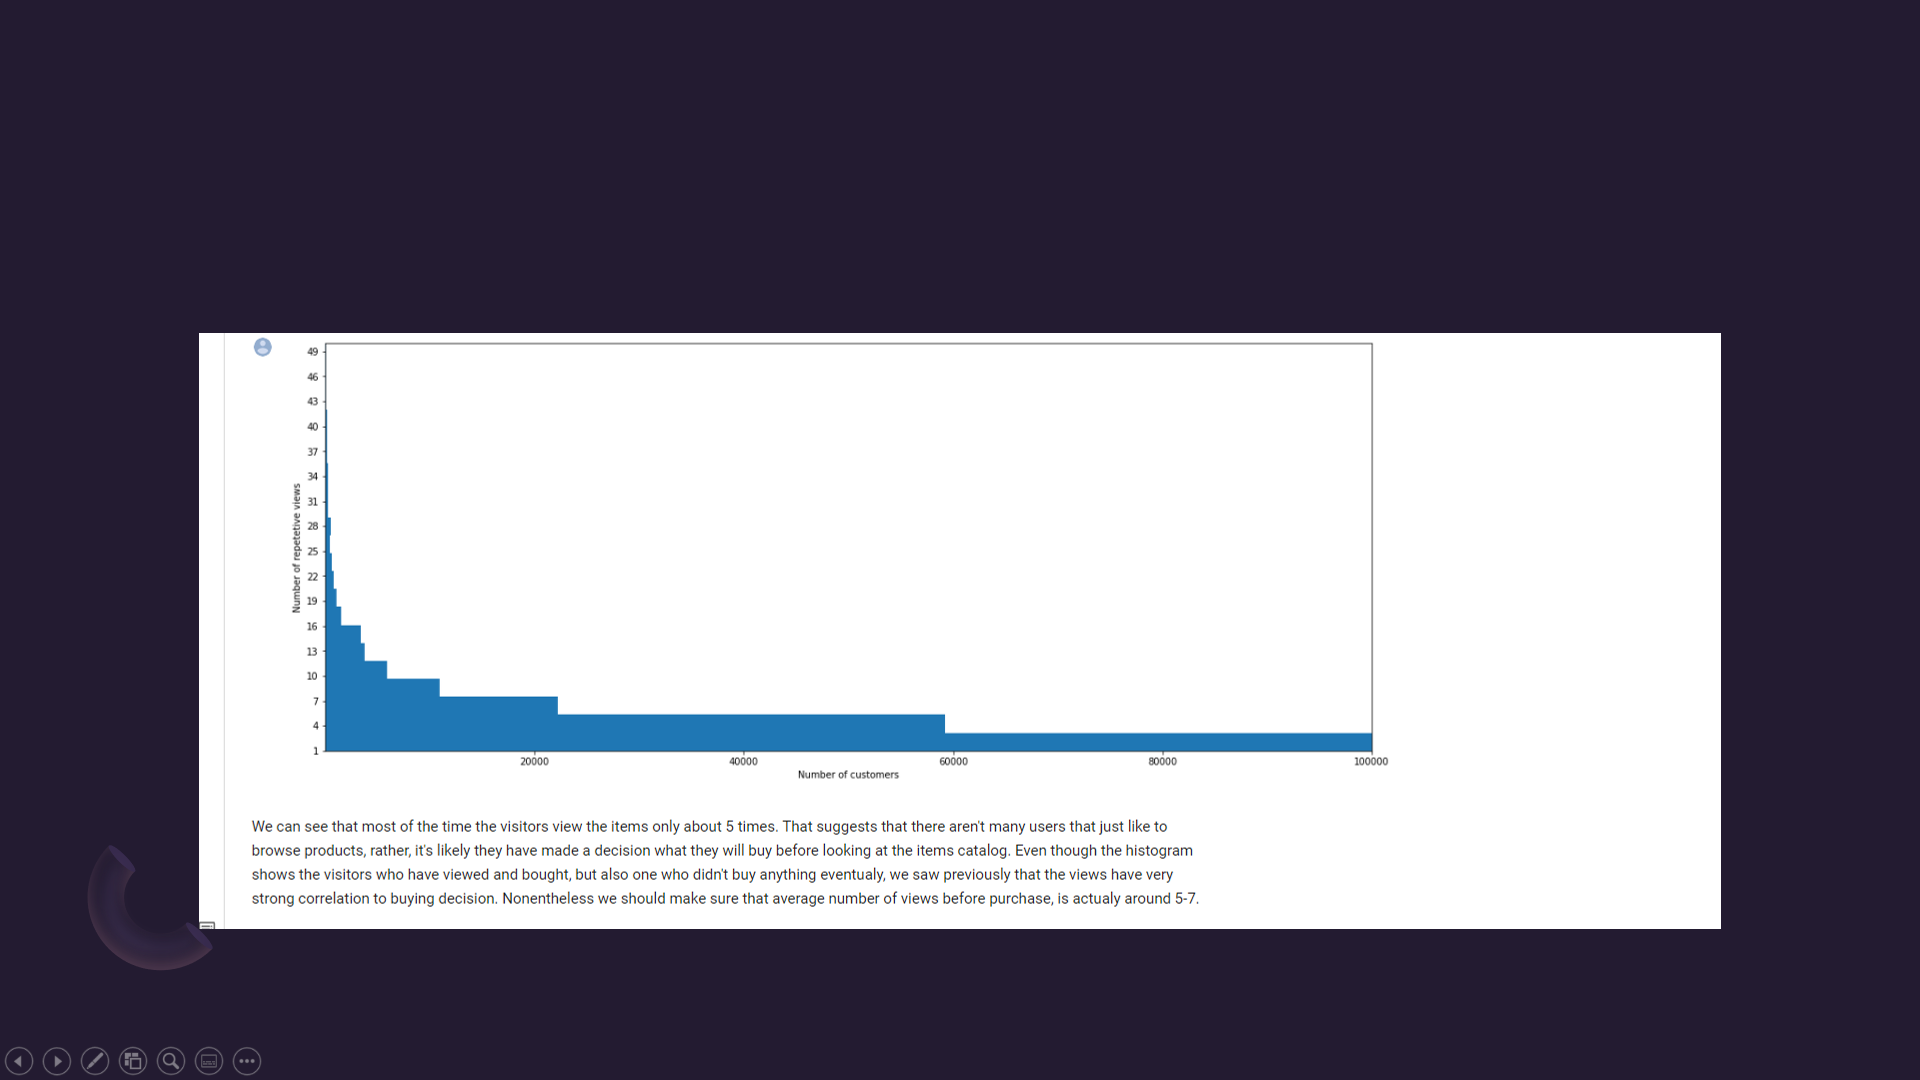 49
46
43
40
37
34
31
28
25
22
19
16
13
10
7
4
1
Number of repetetive views
20000 40000 60000 80000 100000
Number of customers
We can see that most of the time the visitors view the items only about 5 times. That suggests that there aren't many users that just like to
browse products, rather, it's likely they have made a decision what they will buy before looking at the items catalog. Even though the histogram
shows the visitors who have viewed and bought, but also one who didn't buy anything eventualy, we saw previously that the views have very
strong correlation to buying decision. Nonentheless we should make sure that average number of views before purchase, is actualy around 5-7.